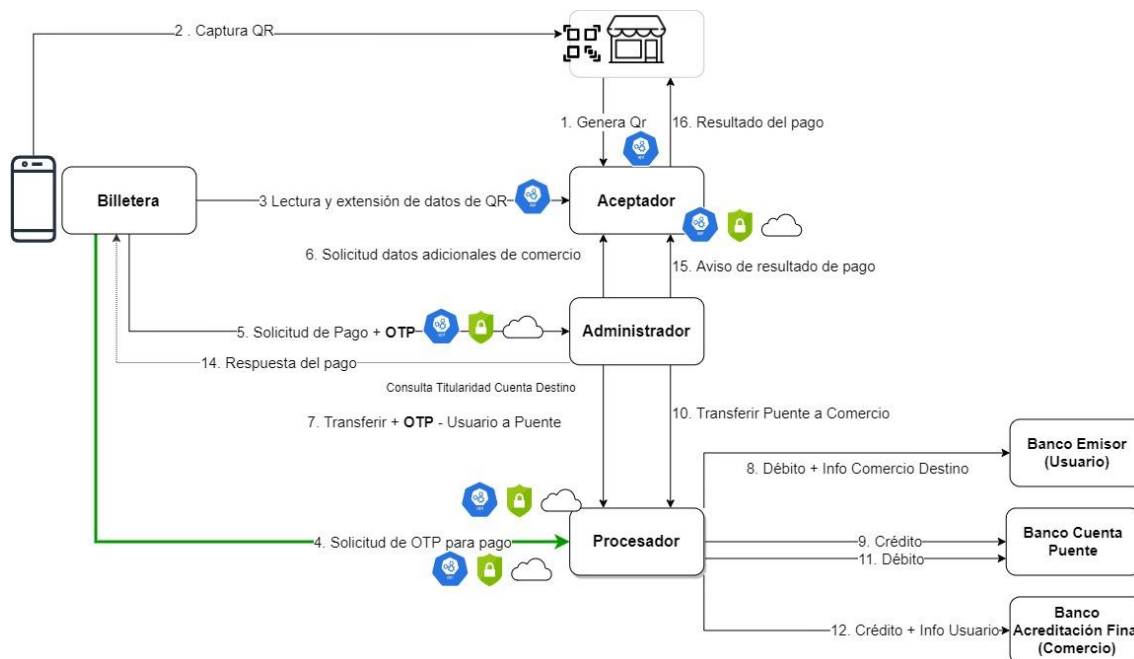 2 . Captura QR
1. Genera Qr
16. Resultado del pago
Billetera
3 Lectura y extensión de datos de QR
Aceptador
6. Solicitud datos adicionales de comercio
15. Aviso de resultado de pago
5. Solicitud de Pago + OTP
Administrador
14. Respuesta del pago
Consulta Titularidad Cuenta Destino
7. Transferir + OTP - Usuario a Puente
10. Transferir Puente a Comercio
8. Débito + Info Comercio Destino
Banco Emisor
(Usuario)
4. Solicitud de OTP para pago
Procesador
9. Crédito
11. Débito
Banco Cuenta
Puente
12. Crédito + Info Usuario
Banco
Acreditación Final
(Comercio)